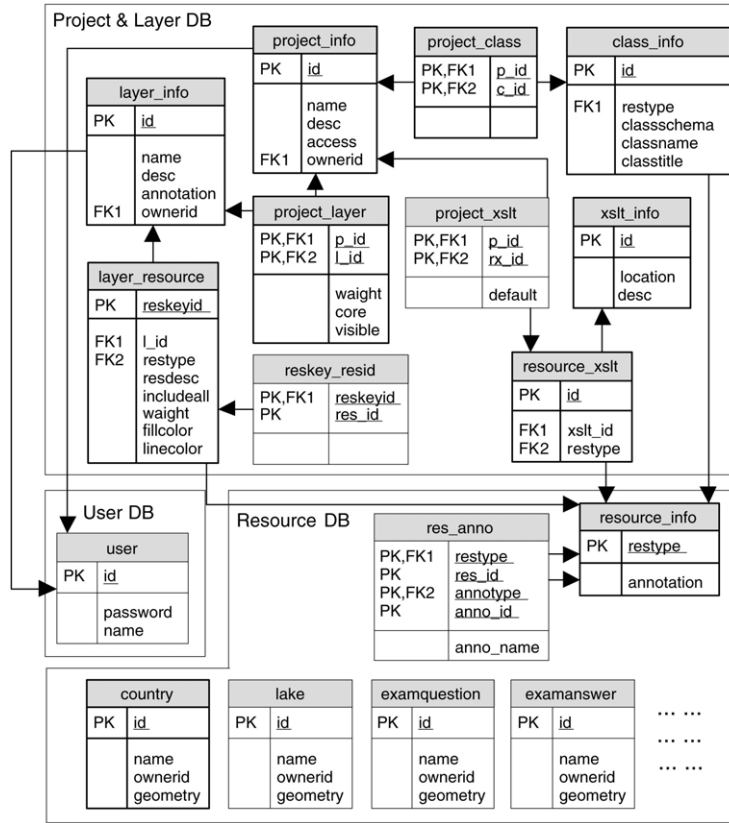 Project & Layer DB
project_info
PK id
name
desc
access
FK1 ownerid
project_class
PK,FK1 p_id
PK,FK2 c_id
class_info
PK id
FK1 restype
classschema
classname
classtitle
layer_info
PK id
name
desc
annotation
FK1 ownerid
project_layer
PK,FK1 p_id
PK,FK2 l_id
waight
core
visible
project_xslt
PK,FK1 p_id
PK,FK2 rx_id
default
xslt_info
PK id
location
desc
layer_resource
PK reskeyid
FK1 l_id
FK2 restype
resdesc
includeall
waight
fillcolor
linecolor
reskey_resid
PK,FK1 reskeyid
PK res_id
resource_xslt
PK id
FK1 xslt_id
FK2 restype
User DB
user
PK id
password
name
Resource DB
res_anno
PK,FK1 restype
PK res_id
PK,FK2 annotype
PK anno_id
anno_name
resource_info
PK restype
annotation
country
PK id
name
ownerid
geometry
lake
PK id
name
ownerid
geometry
examquestion
PK id
name
ownerid
geometry
examanswer
PK id
name
ownerid
geometry
... ...
... ...
... ...